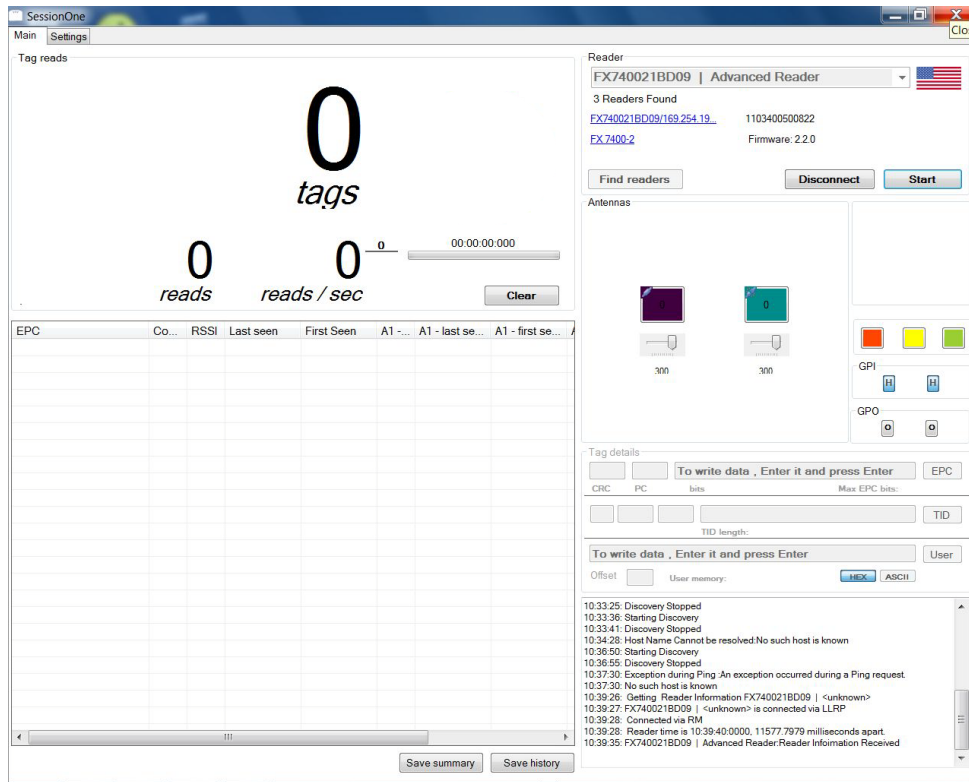 SessionOne
Clos
Main Settings
Tag reads
0
tags
0
reads
0
reads / sec
0
00:00:00:000
Clear
EPC Co... RSSI Last seen First Seen A1 -... A1 - last se... A1 - first se... A
Save summary Save history
Reader
FX740021BD09 | Advanced Reader
3 Readers Found
FX740021BD09/169.254.19... 1103400500822
FX 7400-2 Firmware: 2.2.0
Find readers Disconnect Start
Antennas
0 0
300 300
GPI
H H
GPO
o o
Tag details
To write data , Enter it and press Enter EPC
CRC PC bits Max EPC bits:
TID
TID length:
To write data , Enter it and press Enter User
Offset User memory: HEX ASCII
10:33:25: Discovery Stopped
10:33:36: Starting Discovery
10:33:41: Discovery Stopped
10:34:28: Host Name Cannot be resolved:No such host is known
10:36:50: Starting Discovery
10:36:55: Discovery Stopped
10:37:30: Exception during Ping :An exception occurred during a Ping request.
10:37:30: No such host is known
10:39:26: Getting Reader Information FX740021BD09 | <unknown>
10:39:27: FX740021BD09 | <unknown> is connected via LLRP
10:39:28: Connected via RM
10:39:28: Reader time is 10:39:40:0000, 11577.7979 milliseconds apart.
10:39:35: FX740021BD09 | Advanced Reader:Reader Infoimation Received